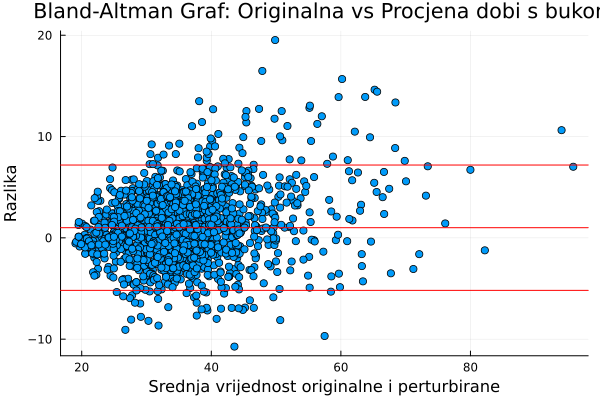 Bland-Altman Graf: Originalna vs Procjena dobi s
20
10
0
−10
Razlika
20 40 60 80
Srednja vrijednost originalne i perturbirane